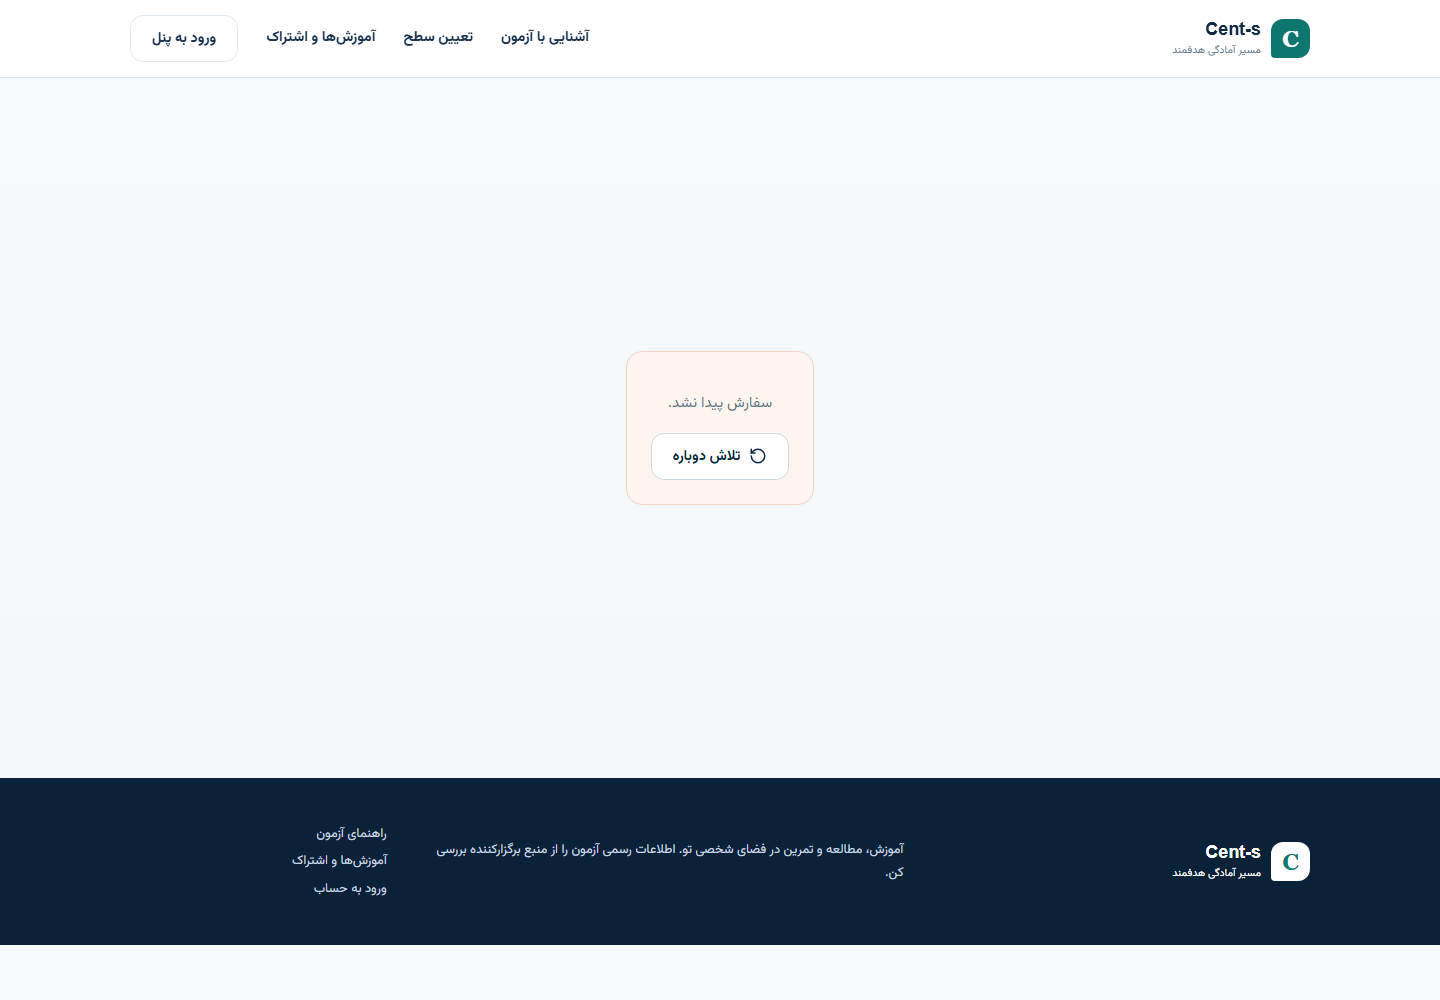 C
Cent-s
مسیر آمادگی هدفمند
آشنایی با آزمون
تعیین سطح
آموزش‌ها و اشتراک
ورود به پنل
سفارش پیدا نشد.
تلاش دوباره
C
Cent-s
مسیر آمادگی هدفمند
آموزش، مطالعه و تمرین در فضای شخصی تو. اطلاعات رسمی آزمون را از منبع برگزارکننده بررسی
کن.
راهنمای آزمون
آموزش‌ها و اشتراک
ورود به حساب